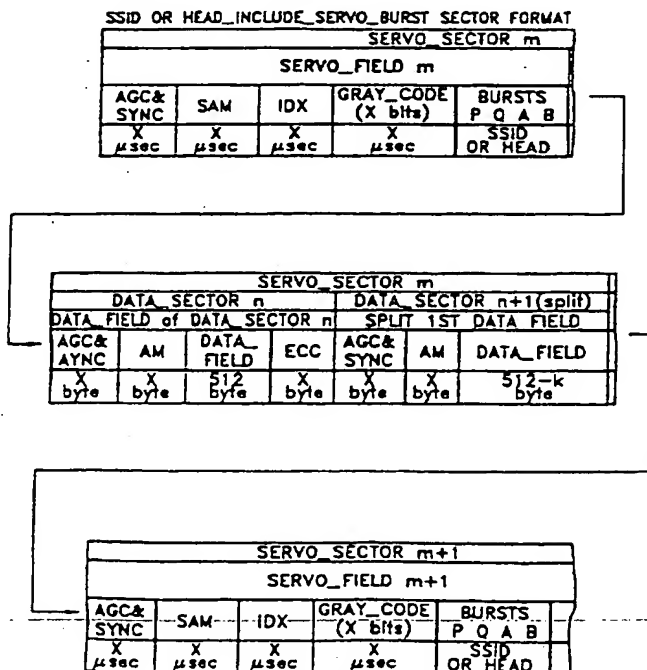 SSID OR HEAD_INCLUDE_SERVO_BURST SECTOR FORMAT
SERVO_SECTOR m
SERVO_FIELD m
AGC& SYNC SAM IDX GRAY_CODE (X bits) BURSTS P Q A B
X μsec X μsec X μsec X μsec SSID OR HEAD
SERVO_SECTOR m
DATA_SECTOR n DATA_SECTOR n+1(split)
DATA_FIELD of DATA_SECTOR n SPLIT 1ST DATA FIELD
AGC& AYNC AM DATA_ FIELD ECC AGC& SYNC AM DATA_FIELD
X byte X byte 512 byte X byte X byte X byte 512-k byte
SERVO_SECTOR m+1
SERVO_FIELD m+1
AGC& SYNC SAM IDX GRAY_CODE (X bits) BURSTS P Q A B
X μsec X μsec X μsec X μsec SSID OR HEAD